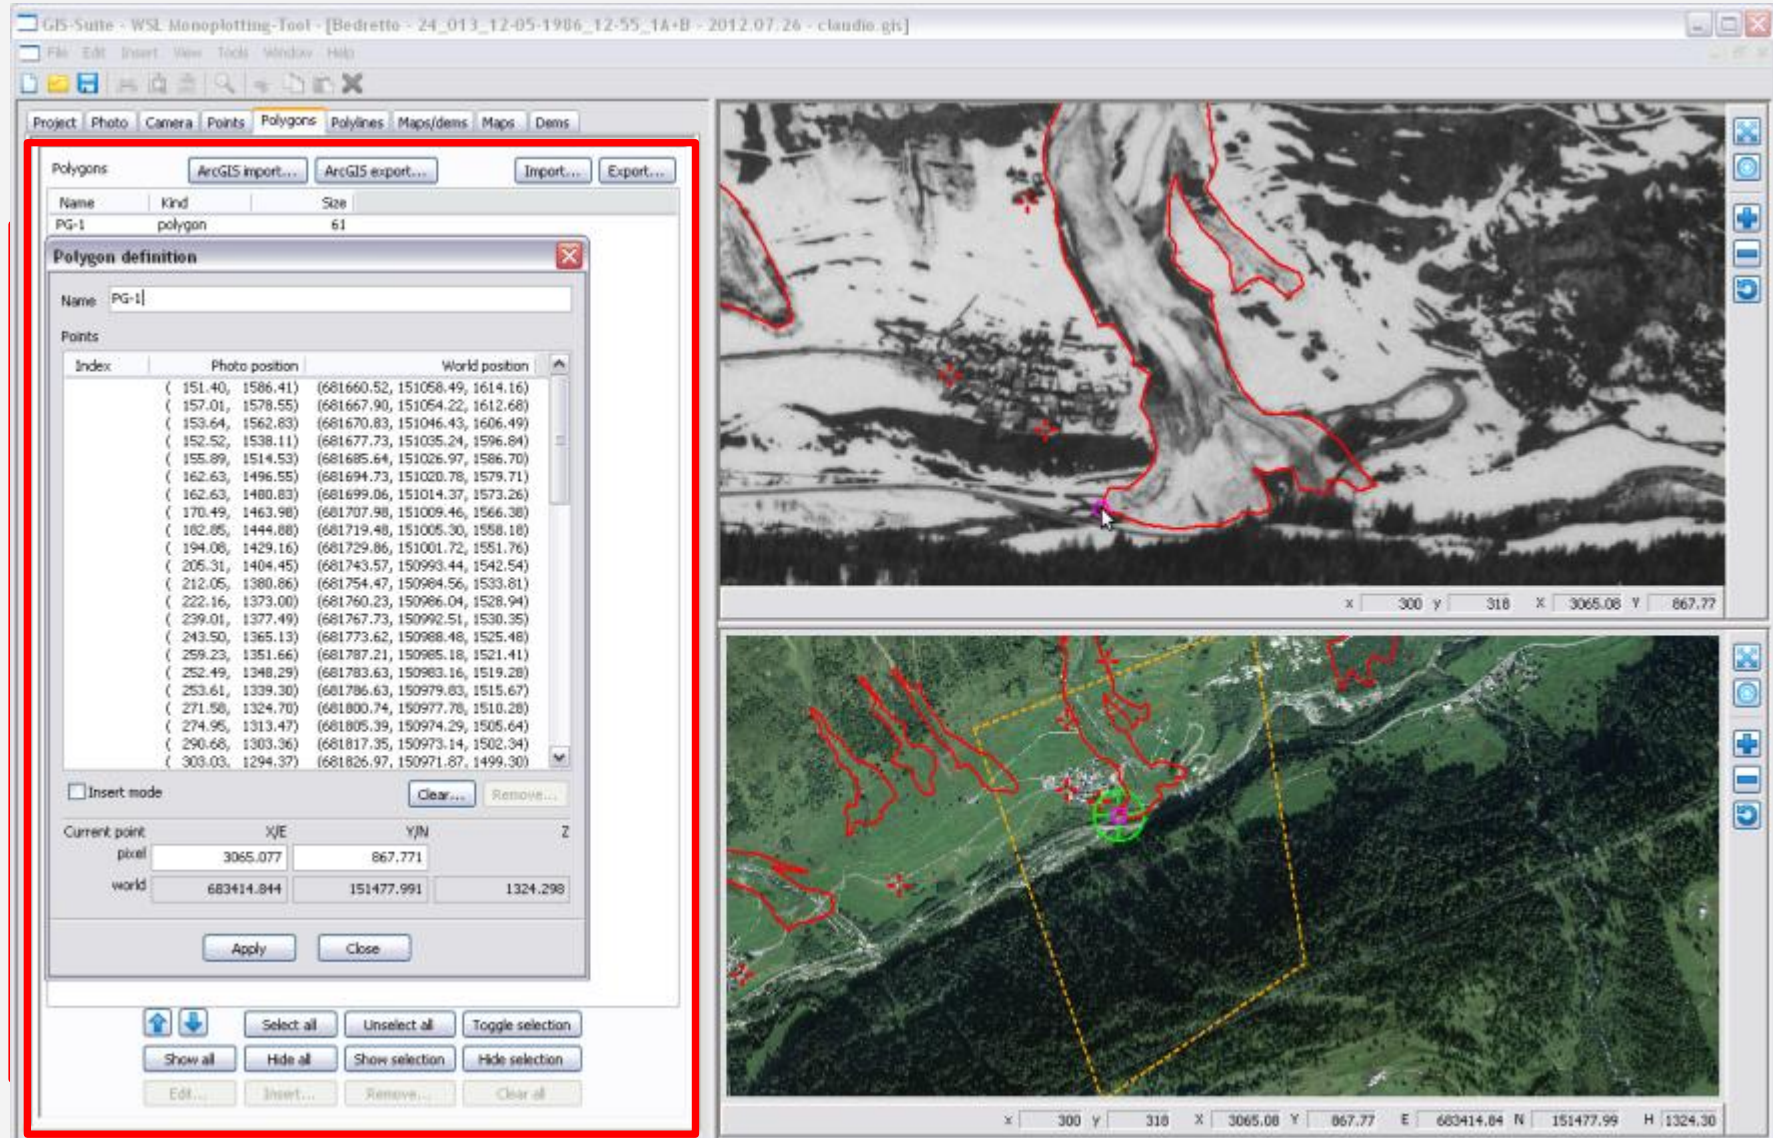 GIS-Suite - WSL Monoplotting-Tool - [Bedretto - 24_013_12-05-1986_12-55_1A+B - 2012.07.26 - claudio.gis]
File Edit Insert View Tools Window Help
Project Photo Camera Points Polygons Polylines Maps/dems Maps Dems
Polygons ArcGIS import... ArcGIS export... Import... Export...
Name Kind Size
PG-1 polygon 61
Polygon definition
Name PG-1
Points
Index Photo position World position
( 151.40, 1586.41) (681660.52, 151058.49, 1614.16)
( 157.01, 1578.55) (681667.90, 151054.22, 1612.68)
( 153.64, 1562.83) (681670.83, 151046.43, 1606.49)
( 152.52, 1538.11) (681677.73, 151035.24, 1596.84)
( 155.89, 1514.53) (681685.64, 151026.97, 1586.70)
( 162.63, 1496.55) (681694.73, 151020.78, 1579.71)
( 162.63, 1480.83) (681699.06, 151014.37, 1573.26)
( 170.49, 1463.98) (681707.98, 151009.46, 1566.38)
( 182.85, 1444.88) (681719.48, 151005.30, 1558.18)
( 194.08, 1429.16) (681729.86, 151001.72, 1551.76)
( 205.31, 1404.45) (681743.57, 150993.44, 1542.54)
( 212.05, 1380.86) (681754.47, 150984.56, 1533.81)
( 222.16, 1373.00) (681760.23, 150986.04, 1528.94)
( 239.01, 1377.49) (681767.73, 150992.51, 1530.35)
( 243.50, 1365.13) (681773.62, 150988.48, 1525.48)
( 259.23, 1351.66) (681787.21, 150985.18, 1521.41)
( 252.49, 1348.29) (681783.63, 150983.16, 1519.28)
( 253.61, 1339.30) (681786.63, 150979.83, 1515.67)
( 271.58, 1324.70) (681800.74, 150977.78, 1510.28)
( 274.95, 1313.47) (681805.39, 150974.29, 1505.64)
( 290.68, 1303.36) (681817.35, 150973.14, 1502.34)
( 303.03, 1294.37) (681826.97, 150971.87, 1499.30)
Insert mode Clear... Remove...
Current point X/E Y/N Z
pixel 3065.077 867.771
world 683414.844 151477.991 1324.298
Apply Close
Select all Unselect all Toggle selection
Show all Hide all Show selection Hide selection
Edit... Insert... Remove... Clear all
x 300 y 318 X 3065.08 Y 867.77
x 300 y 318 X 3065.08 Y 867.77 E 683414.84 N 151477.99 H 1324.30